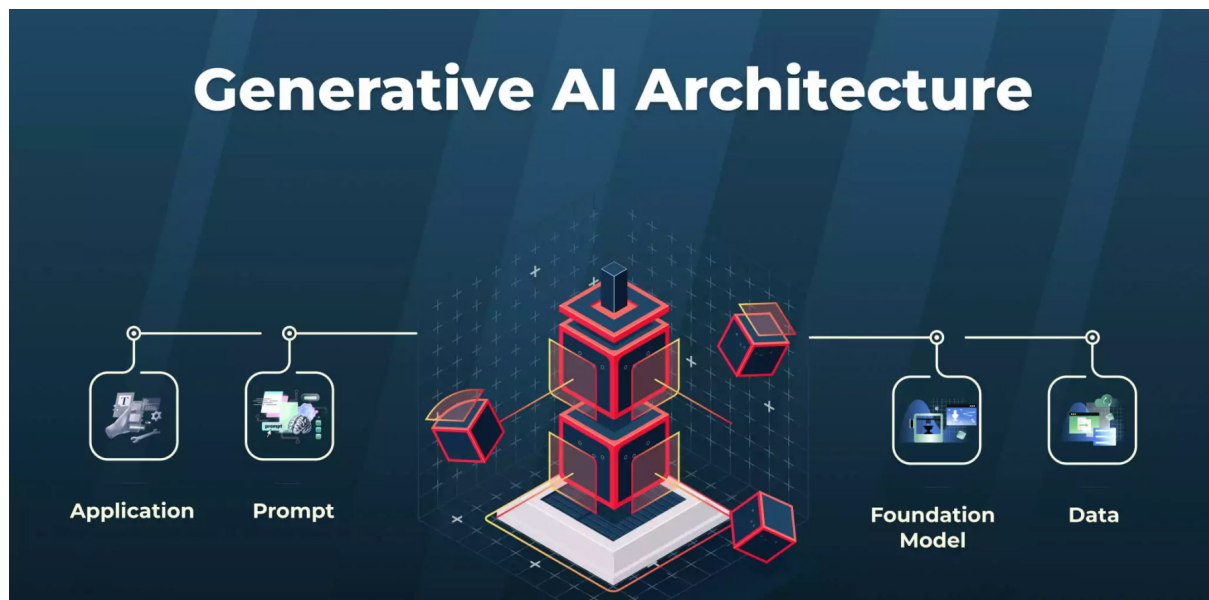 Generative AI Architecture
Application
Prompt
Foundation
Model
Data